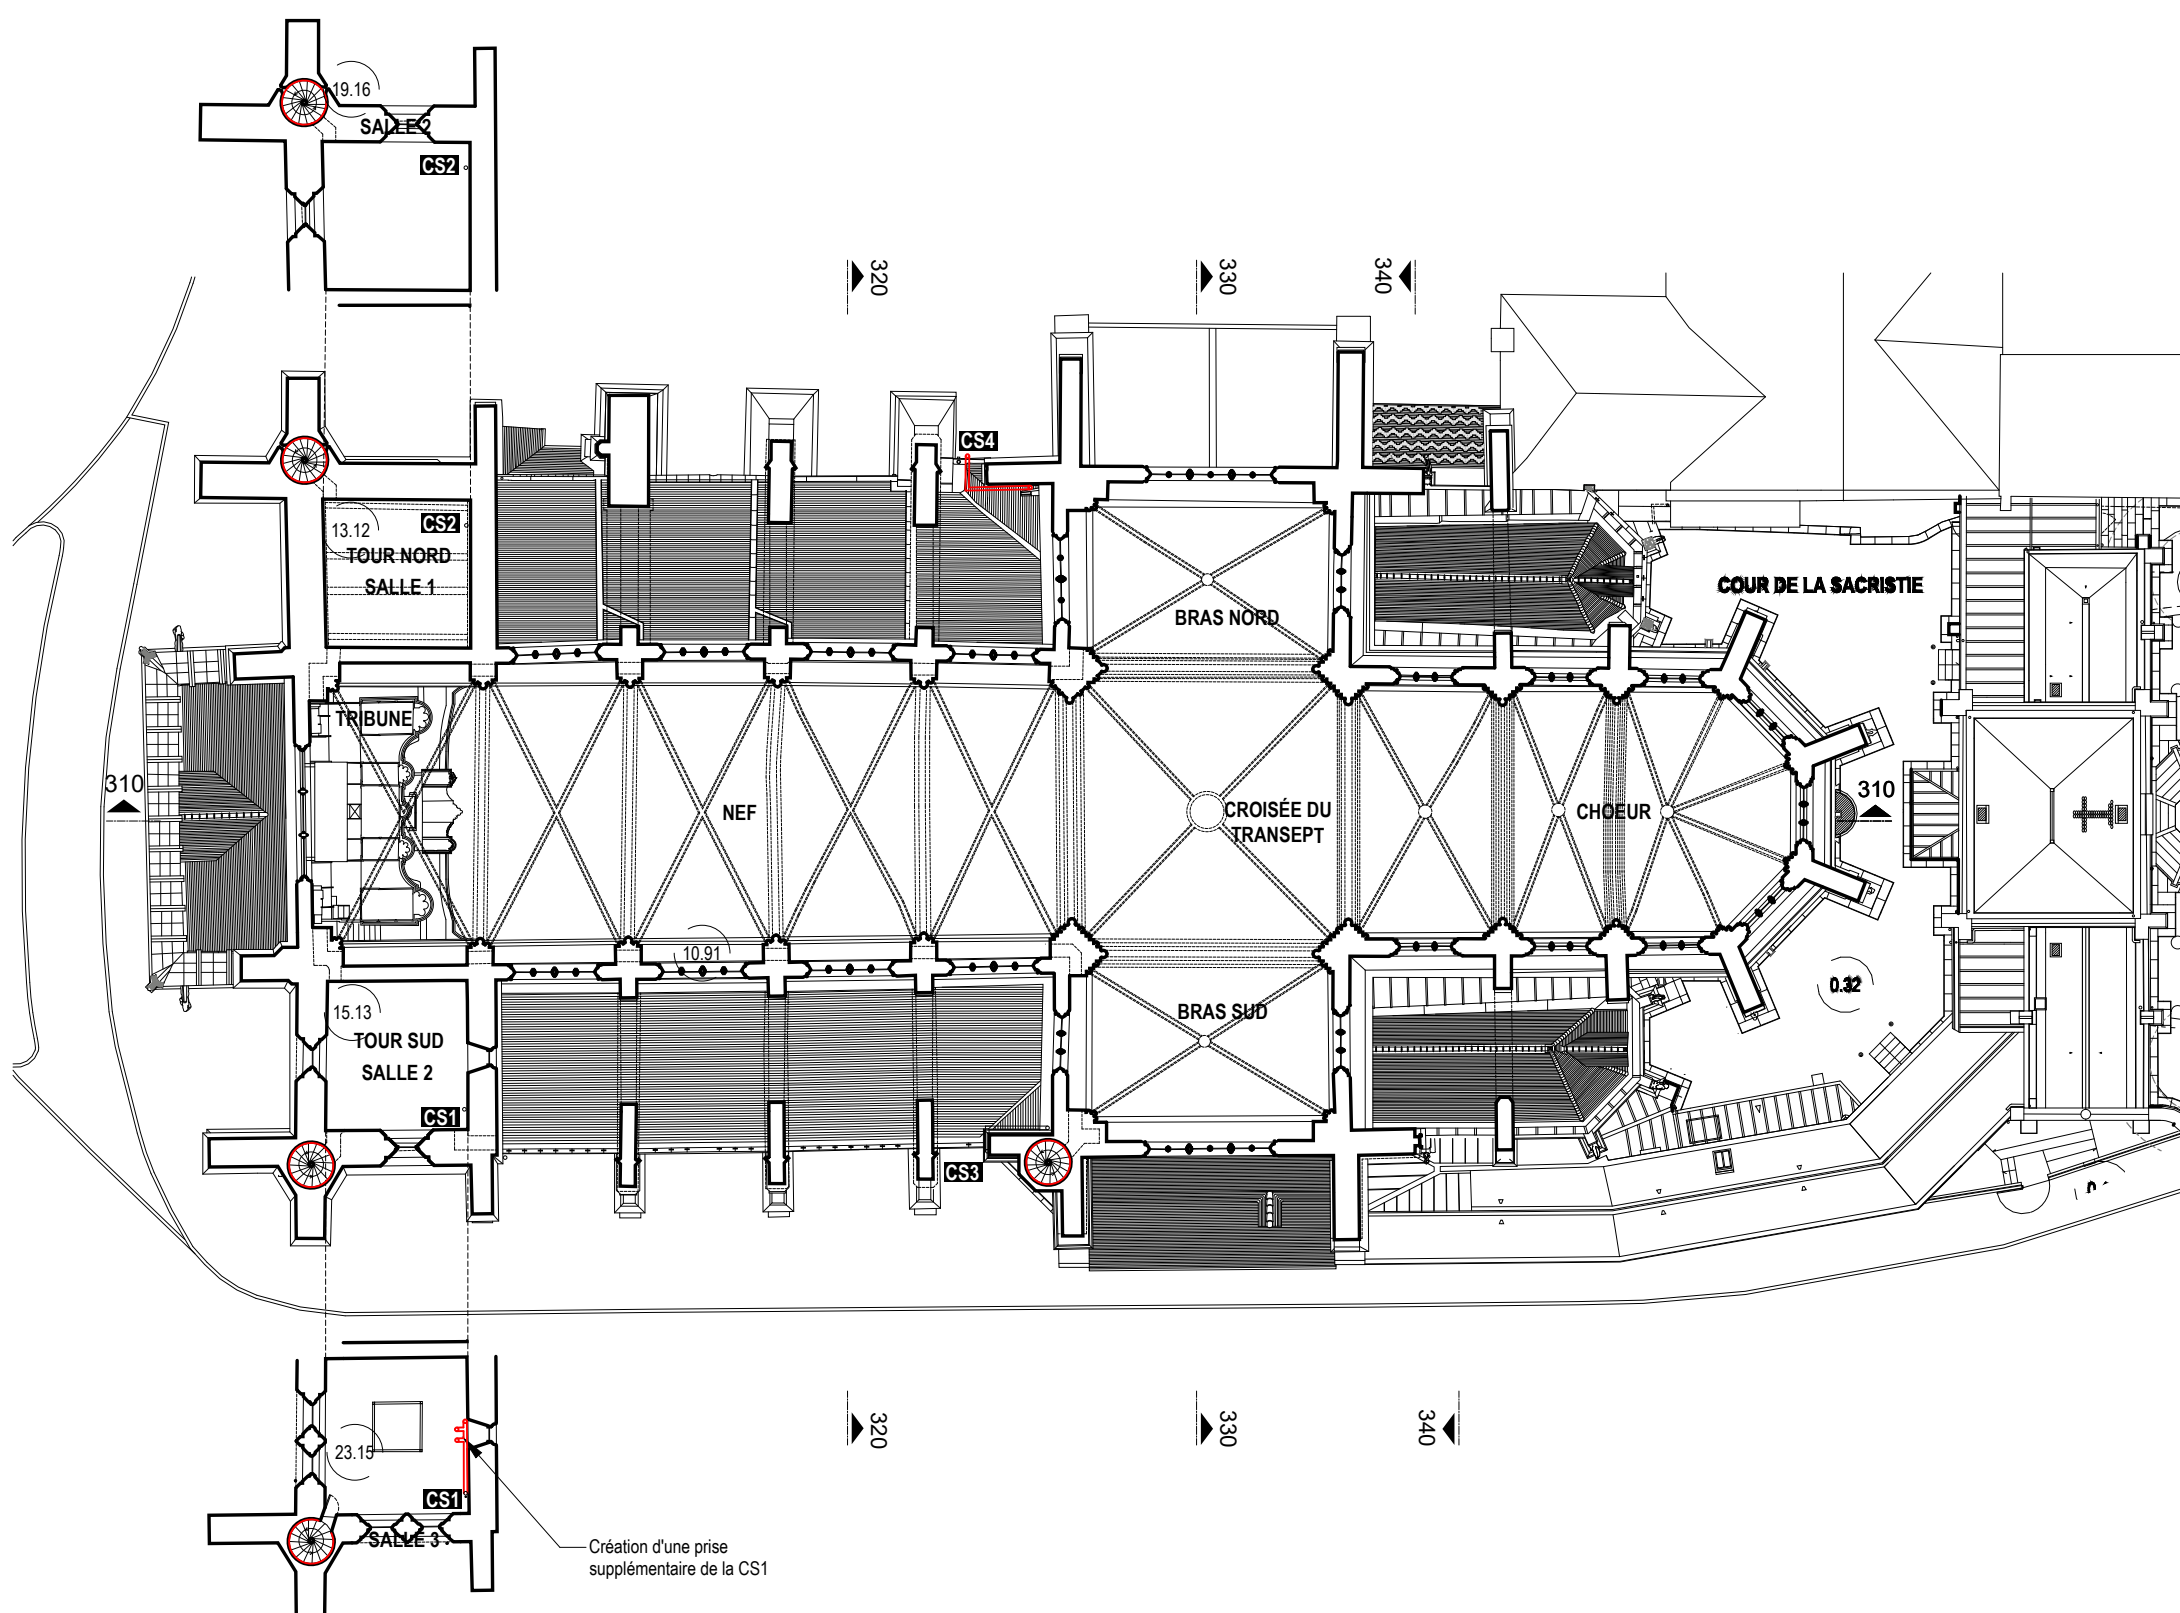 19.16
SALLE 2
CS2
320
330
340
CS4
13.12
CS2
TOUR NORD
SALLE 1
COUR DE LA SACRISTIE
BRAS NORD
TRIBUNE
310
NEF
CROISÉE DU
TRANSEPT
CHOEUR
310
10.91
0.32
15.13
TOUR SUD
SALLE 2
BRAS SUD
CS1
CS3
320
330
340
23.15
CS1
SALLE 3
Création d'une prise
supplémentaire de la CS1